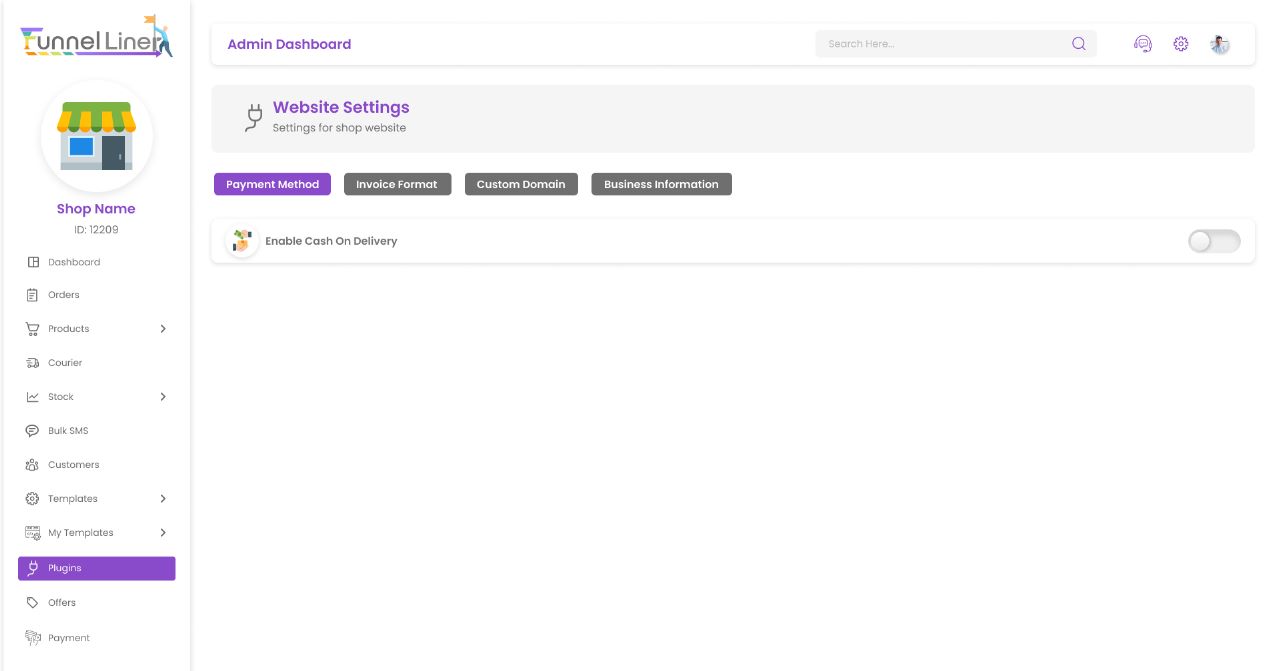 Funnel Liner
Admin Dashboard
Search Here...
Website Settings
Settings for shop website
Payment Method
Invoice Format
Custom Domain
Business Information
Enable Cash On Delivery
Shop Name
ID: 12209
Dashboard
Orders
Products
Courier
Stock
Bulk SMS
Customers
Templates
My Templates
Plugins
Offers
Payment